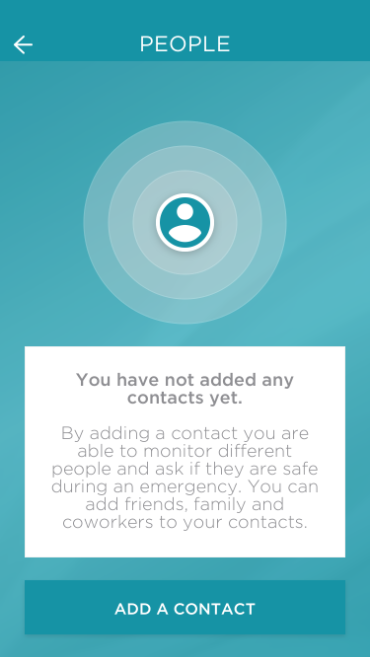 PEOPLE
You have not added any
contacts yet.
By adding a contact you are
able to monitor different
people and ask if they are safe
during an emergency. You can
add friends, family and
coworkers to your contacts.
ADD A CONTACT